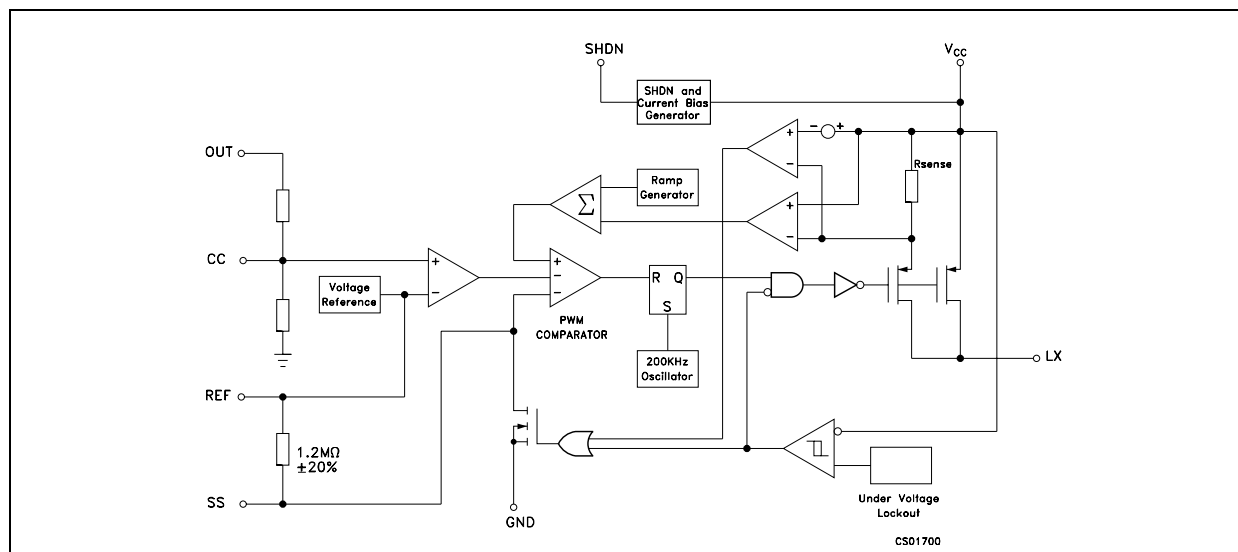 SHDN
VCC
SHDN and
Current Bias
Generator
- +
+
-
Rsense
OUT
Ramp
Generator
Σ
+
-
CC
+
-
Voltage
Reference
+
-
-
PWM
COMPARATOR
R Q
S
200KHz
Oscillator
LX
REF
1.2MΩ
±20%
SS
GND
Under Voltage
Lockout
CS01700